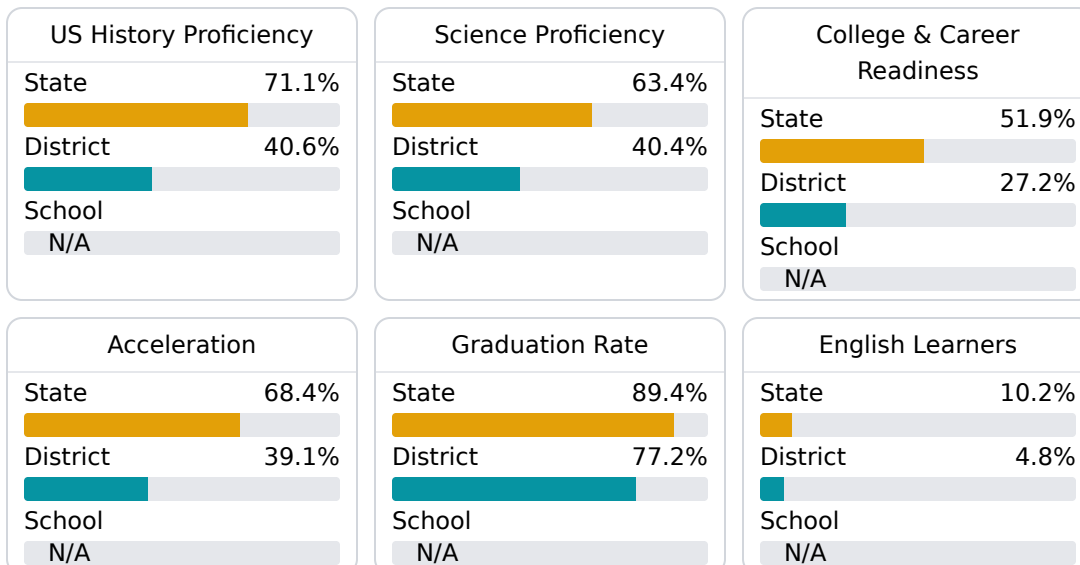 US History Proficiency
State 71.1%
District 40.6%
School
N/A
Science Proficiency
State 63.4%
District 40.4%
School
N/A
College & Career
Readiness
State 51.9%
District 27.2%
School
N/A
Acceleration
State 68.4%
District 39.1%
School
N/A
Graduation Rate
State 89.4%
District 77.2%
School
N/A
English Learners
State 10.2%
District 4.8%
School
N/A